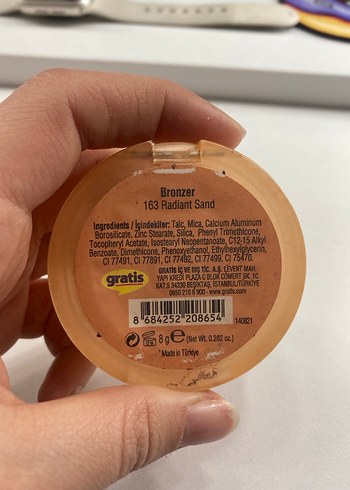 Bronzer
163 Radiant Sand
Ingredients / İçindekiler: Talc, Mica, Calcium Aluminum
Borosilicate, Zinc Stearate, Silica, Phenyl Trimethicone,
Tocopheryl Acetate, Isostearyl Neopentanoate, C12-15 Alkyl
Benzoate, Dimethicone, Phenoxyethanol, Ethylhexylglycerin,
CI 77491, CI 77891, CI 77492, CI 77499, CI 75470.
gratis
GRATİS İÇ VE DIŞ TİC. A.Ş. LEVENT MAH.
YAPI KREDİ PLAZA C BLOK CÖMERT SK. 1C
KAT:5 34330 BEŞİKTAŞ, İSTANBUL/TÜRKİYE
0850 210 6 900 - www.gratis.com
8 684252 208654
140821
8 g e (Net Wt. 0.282 oz.)
Made in Türkiye